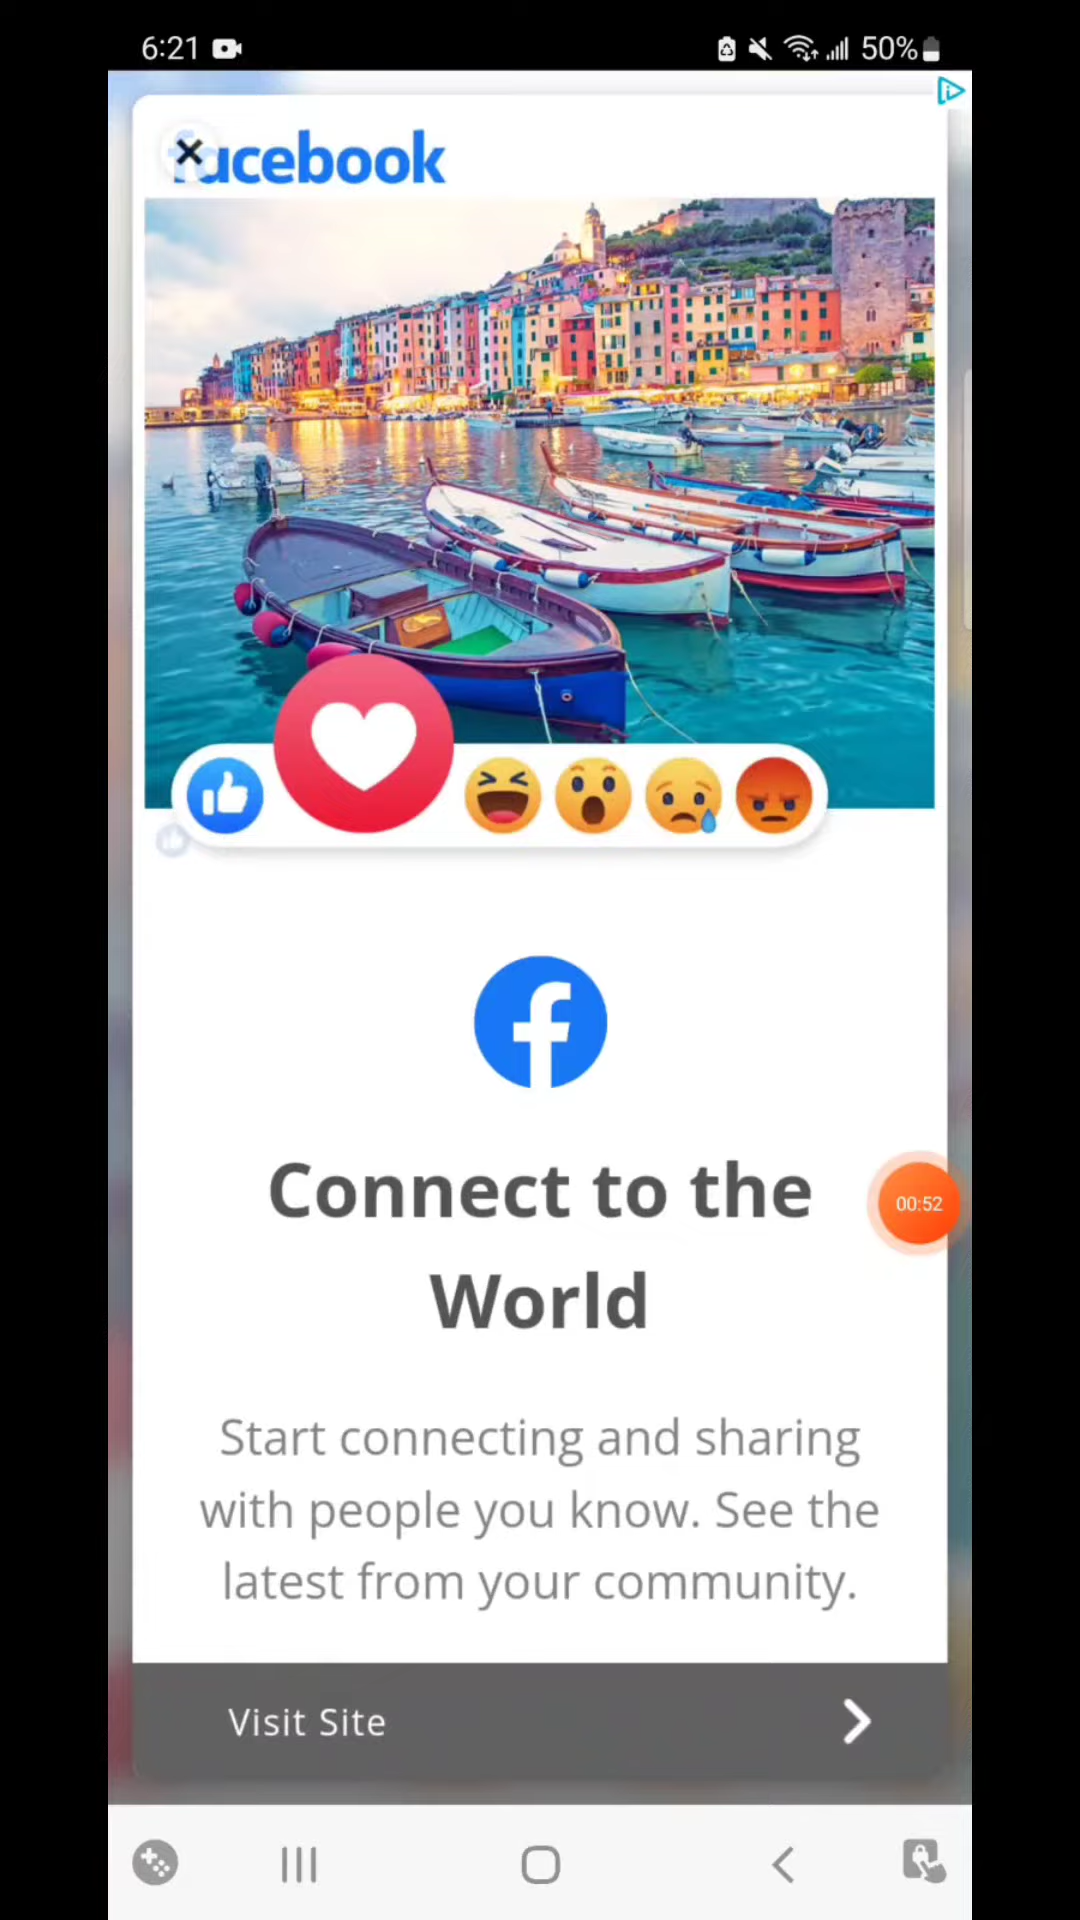 6:21
50%
facebook
Connect to the
World
00:52
Start connecting and sharing
with people you know. See the
latest from your community.
Visit Site